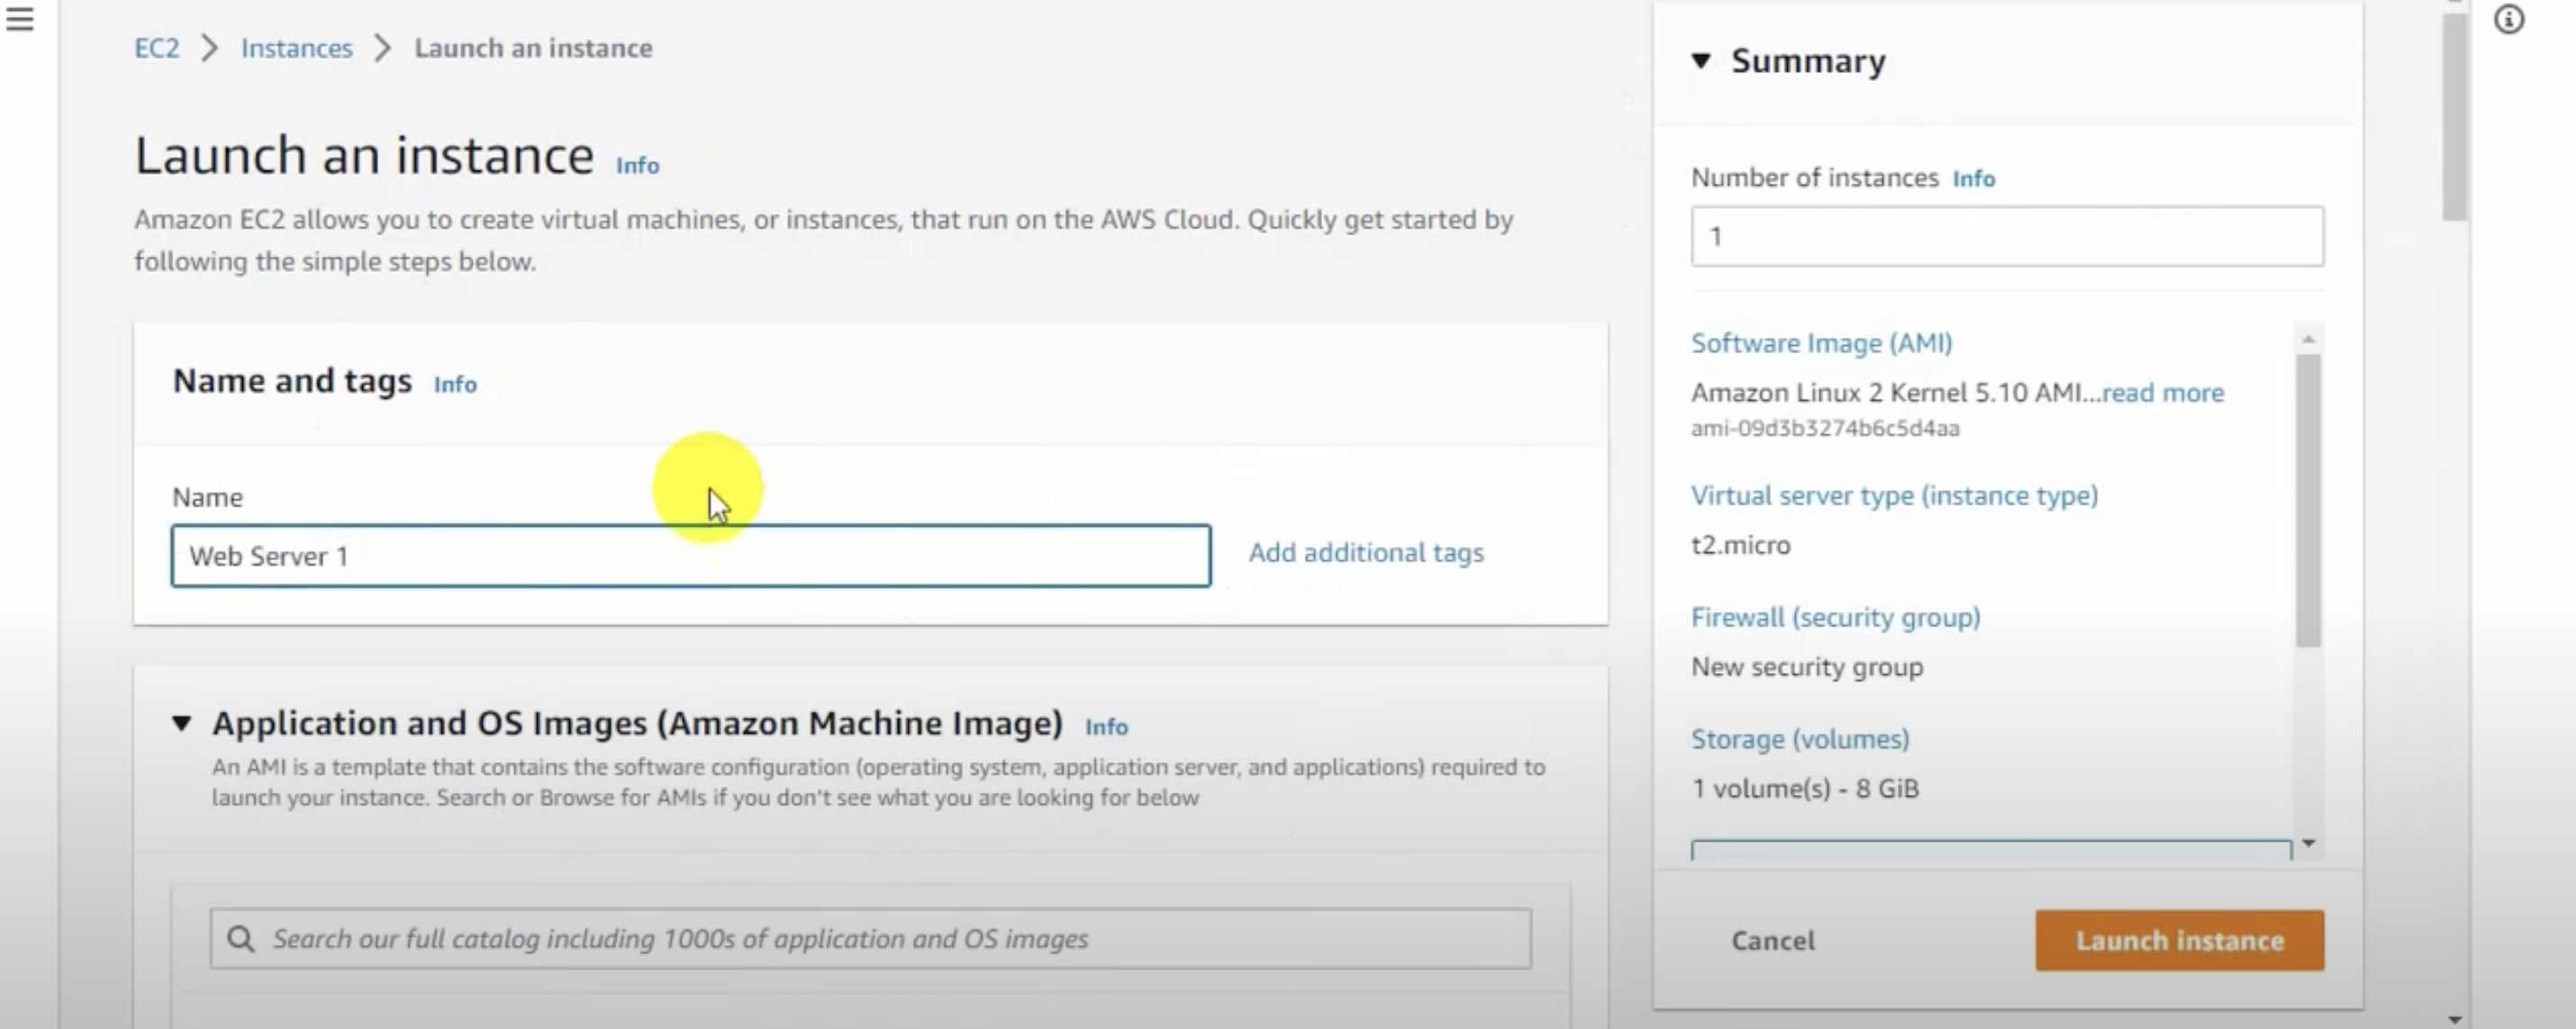 EC2 > Instances > Launch an instance
Launch an instance Info
Amazon EC2 allows you to create virtual machines, or instances, that run on the AWS Cloud. Quickly get started by
following the simple steps below.
Name and tags Info
Name
Web Server 1
Add additional tags
Application and OS Images (Amazon Machine Image) Info
An AMI is a template that contains the software configuration (operating system, application server, and applications) required to
launch your instance. Search or Browse for AMIs if you don't see what you are looking for below
Search our full catalog including 1000s of application and OS images
Summary
Number of instances Info
1
Software Image (AMI)
Amazon Linux 2 Kernel 5.10 AMI...read more
ami-09d3b3274b6c5d4aa
Virtual server type (instance type)
t2.micro
Firewall (security group)
New security group
Storage (volumes)
1 volume(s) - 8 GiB
Cancel
Launch instance